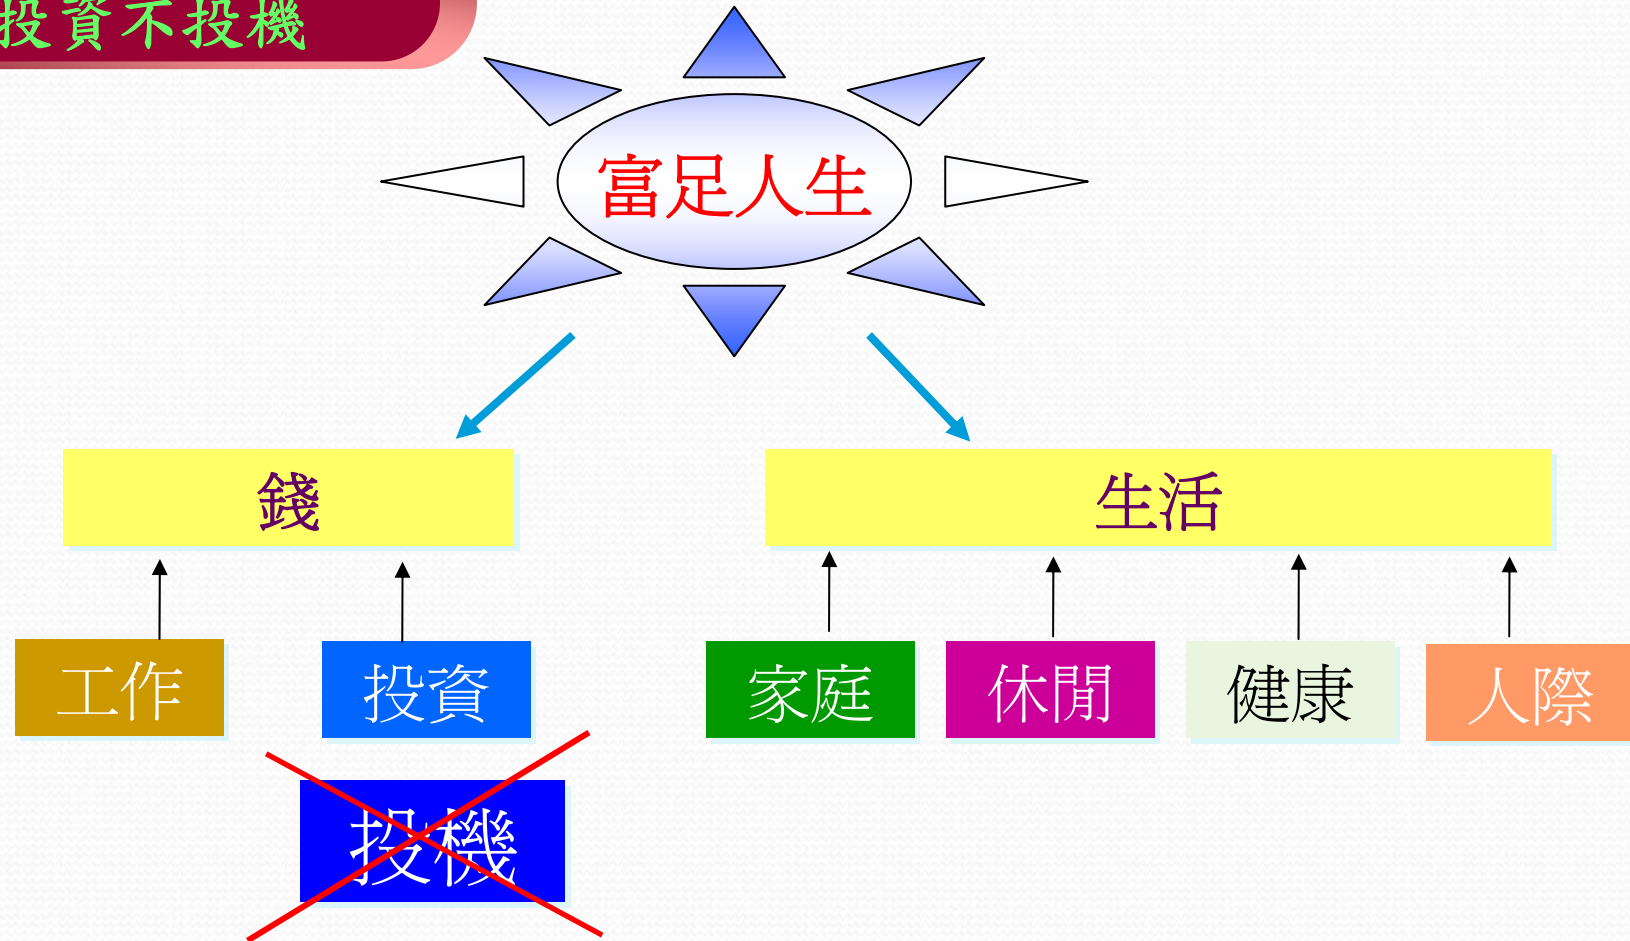 投資不投機
富足人生
錢
生活
工作
投資
家庭
休閒
健康
人際
投機